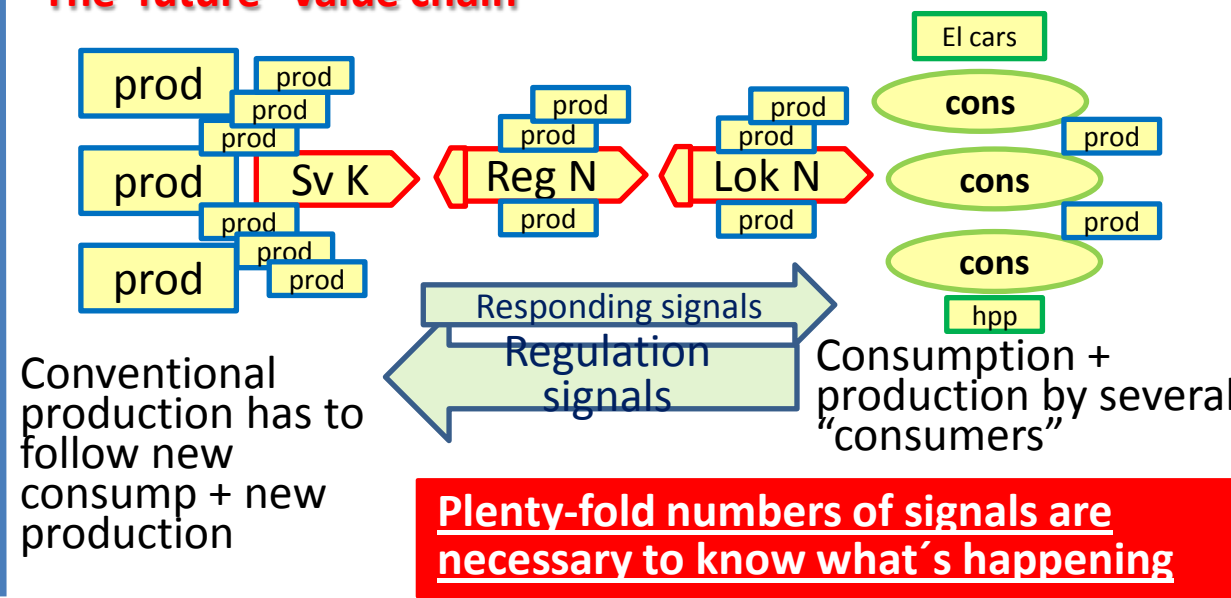 The "future" value chain
El cars
prod
prod
prod
cons
prod
prod
prod
prod
prod
prod
prod
prod
Sv K
Reg N
Lok N
cons
prod
prod
prod
prod
prod
prod
cons
prod
prod
hpp
Responding signals
Regulation
signals
Conventional
production has to
follow new
consump + new
production
Consumption +
production by several
“consumers”
Plenty-fold numbers of signals are
necessary to know what´s happening